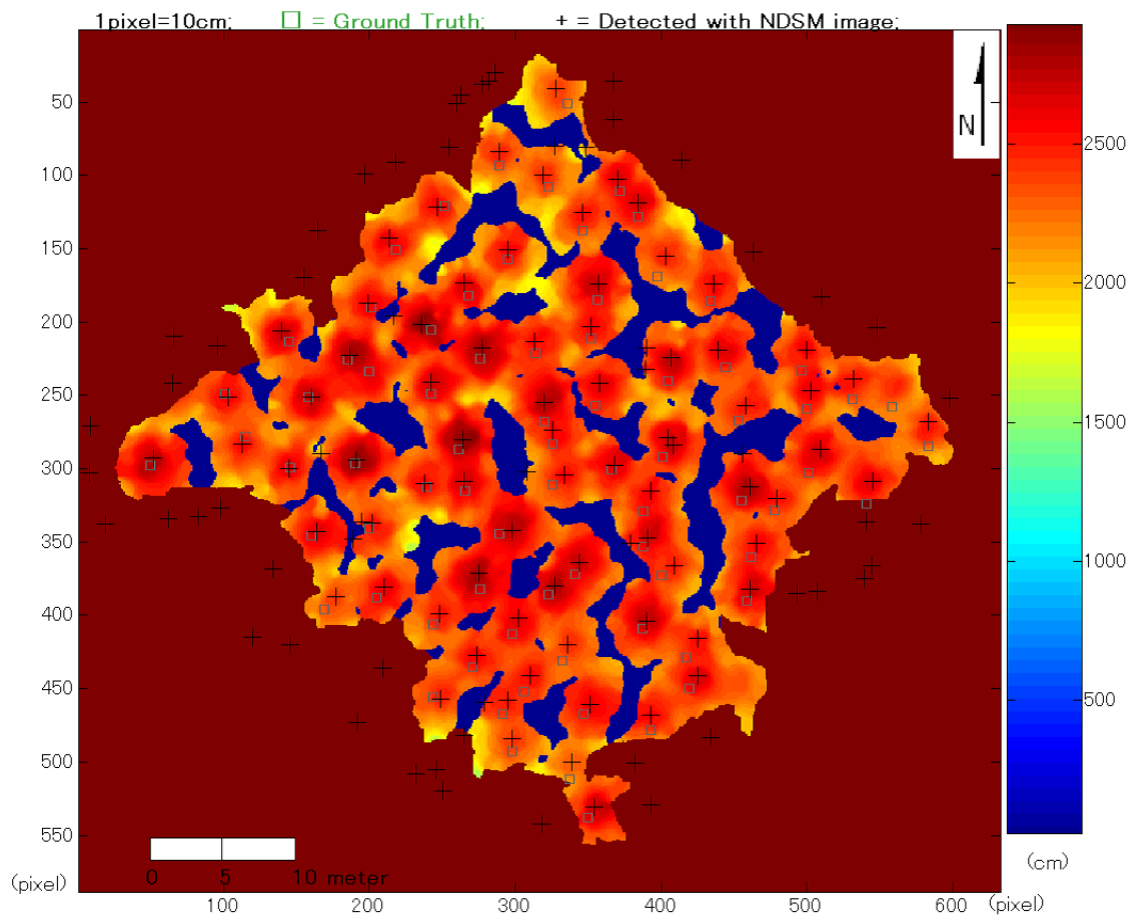 1pixel=10cm; □ = Ground Truth; + = Detected with NDSM image;
N
50
100
150
200
250
300
350
400
450
500
550
(pixel)
0 5 10 meter
100 200 300 400 500 600 (pixel)
2500
2000
1500
1000
500
(cm)